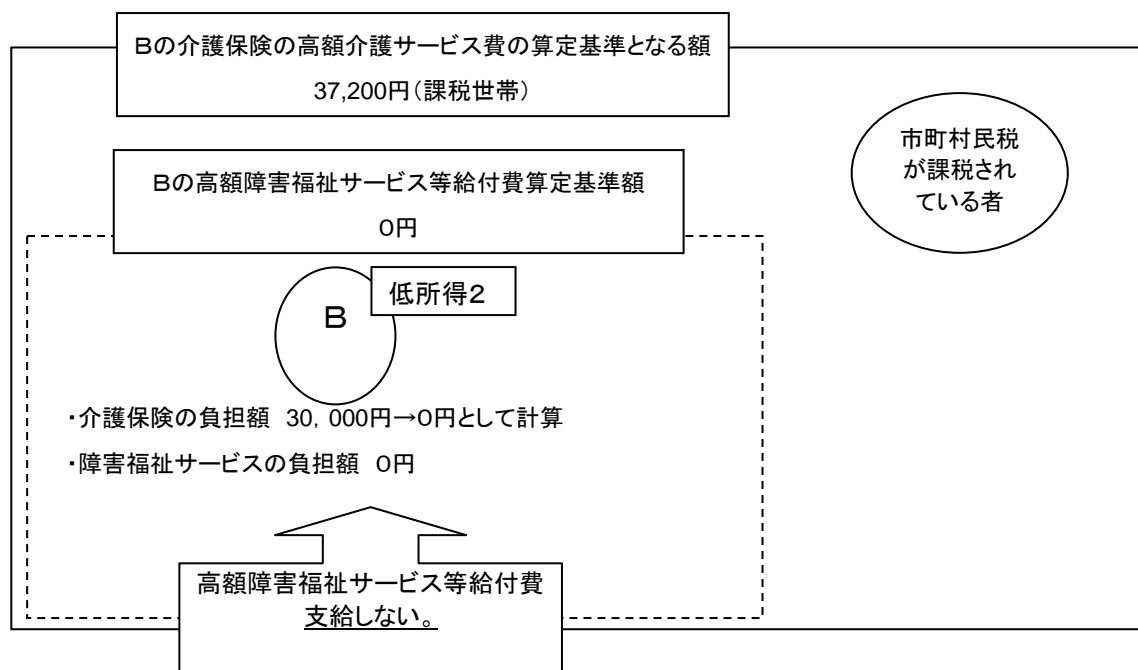 Bの介護保険の高額介護サービス費の算定基準となる額
37,200円（課税世帯）
市町村民税
が課税され
ている者
Bの高額障害福祉サービス等給付費算定基準額
０円
B
低所得２
・介護保険の負担額 30，000円→０円として計算
・障害福祉サービスの負担額 ０円
高額障害福祉サービス等給付費
支給しない。